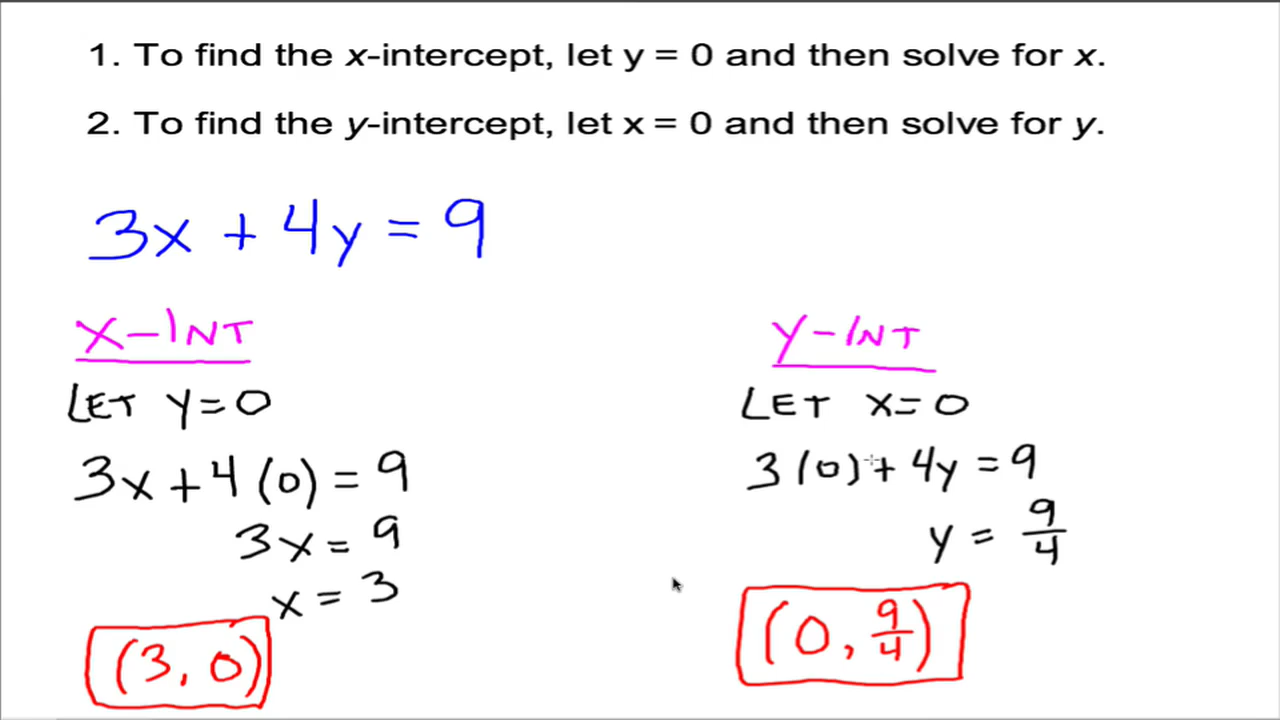 1. To find the x-intercept, let y = 0 and then solve for x.
2. To find the y-intercept, let x = 0 and then solve for y.
3x + 4y = 9
X-INT
LET y=0
3x + 4 (0) = 9
3x = 9
x = 3
(3, 0)
Y-INT
LET x=0
3(0) + 4y = 9
y = 9/4
(0, 9/4)